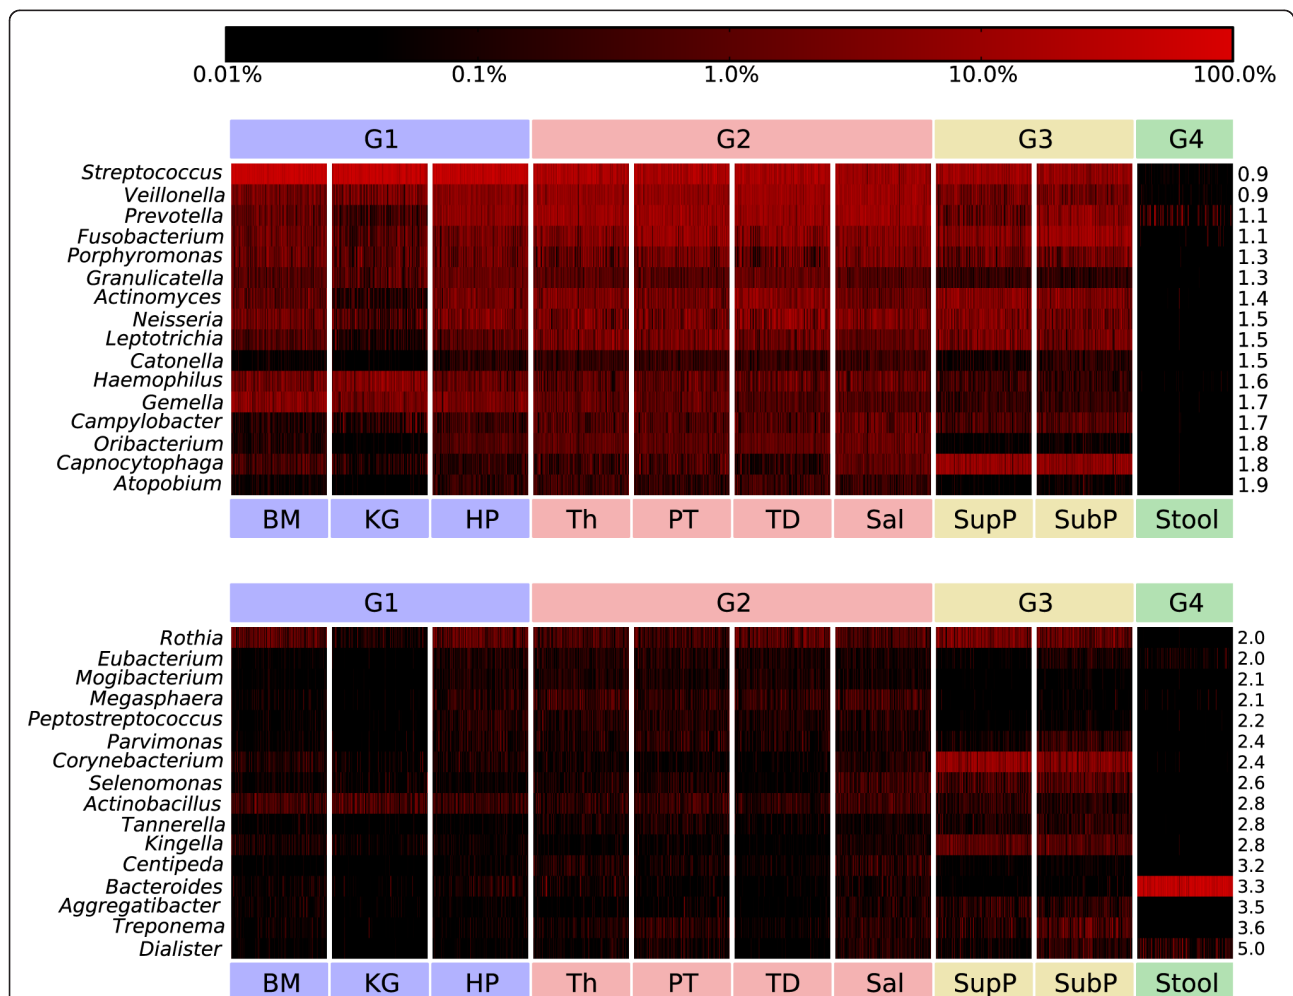 0.01% 0.1% 1.0% 10.0% 100.0%
G1 G2 G3 G4
Streptococcus 0.9
Veillonella 0.9
Prevotella 1.1
Fusobacterium 1.1
Porphyromonas 1.3
Granulicatella 1.3
Actinomyces 1.4
Neisseria 1.5
Leptotrichia 1.5
Catonella 1.5
Haemophilus 1.6
Gemella 1.7
Campylobacter 1.7
Oribacterium 1.8
Capnocytophaga 1.8
Atopobium 1.9
BM KG HP Th PT TD Sal SupP SubP Stool
G1 G2 G3 G4
Rothia 2.0
Eubacterium 2.0
Mogibacterium 2.1
Megasphaera 2.1
Peptostreptococcus 2.2
Parvimonas 2.4
Corynebacterium 2.4
Selenomonas 2.6
Actinobacillus 2.8
Tannerella 2.8
Kingella 2.8
Centipeda 3.2
Bacteroides 3.3
Aggregatibacter 3.5
Treponema 3.6
Dialister 5.0
BM KG HP Th PT TD Sal SupP SubP Stool